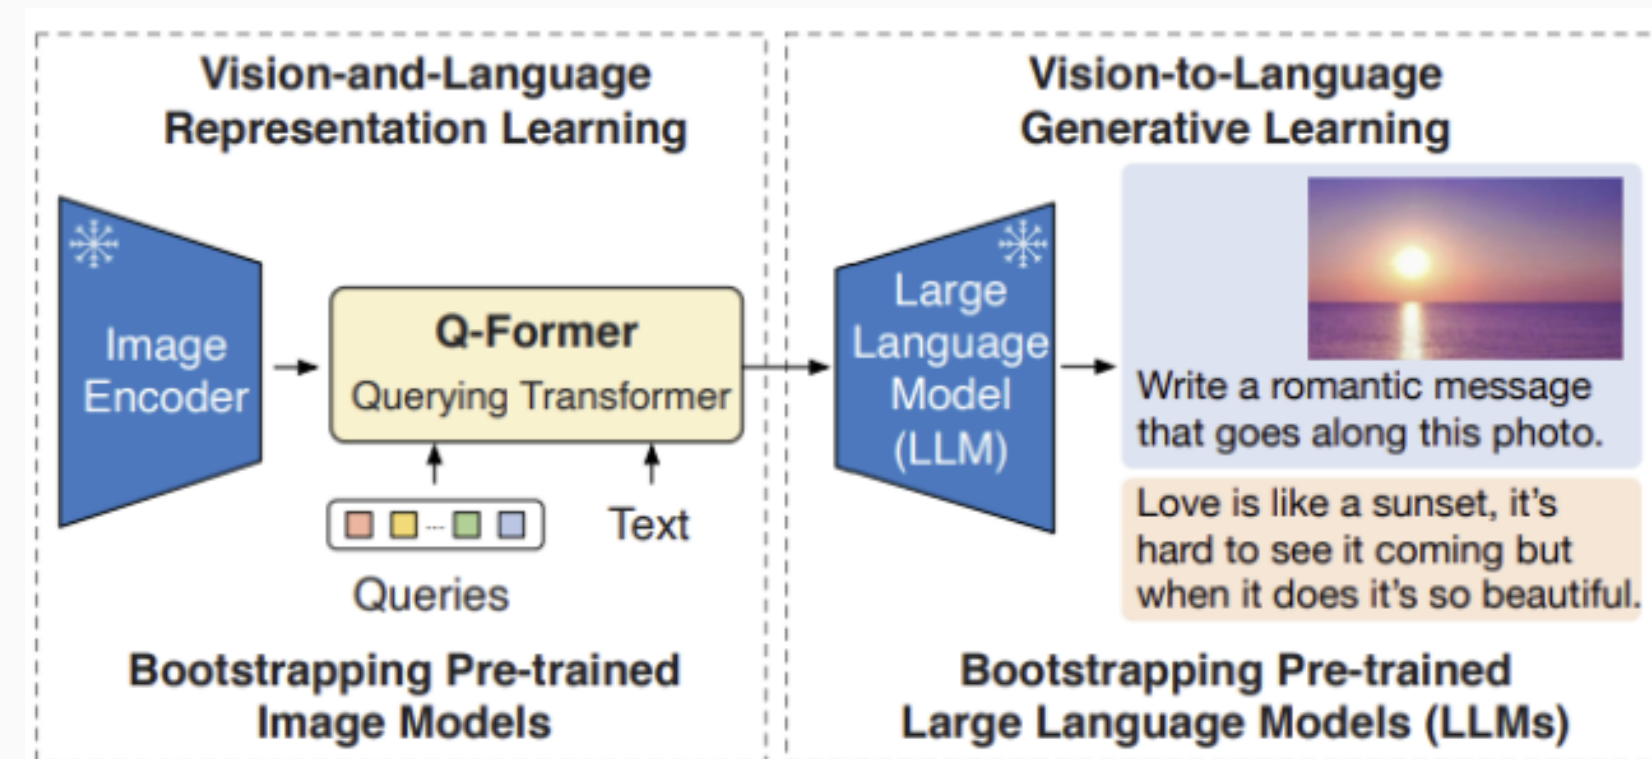 Vision-and-Language
Representation Learning
Image
Encoder
Q-Former
Querying Transformer
Queries
Text
Bootstrapping Pre-trained
Image Models
Vision-to-Language
Generative Learning
Large
Language
Model
(LLM)
Write a romantic message
that goes along this photo.
Love is like a sunset, it's
hard to see it coming but
when it does it's so beautiful.
Bootstrapping Pre-trained
Large Language Models (LLMs)